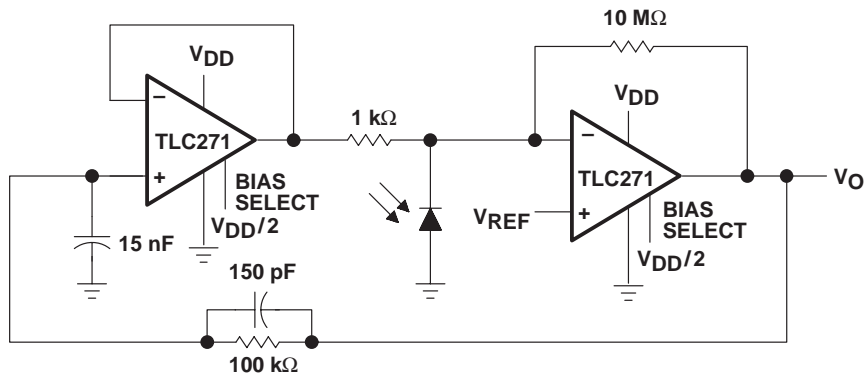 10 MΩ
VDD
VDD
−
TLC271
+
BIAS
SELECT
VDD/2
1 kΩ
−
TLC271
+
VREF
BIAS
SELECT
VDD/2
VO
15 nF
150 pF
100 kΩ